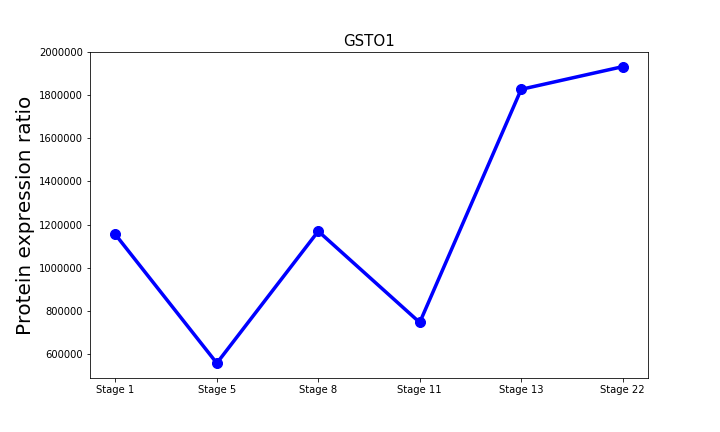 GSTO1
Protein expression ratio
2000000
1800000
1600000
1400000
1200000
1000000
800000
600000
Stage 1 Stage 5 Stage 8 Stage 11 Stage 13 Stage 22